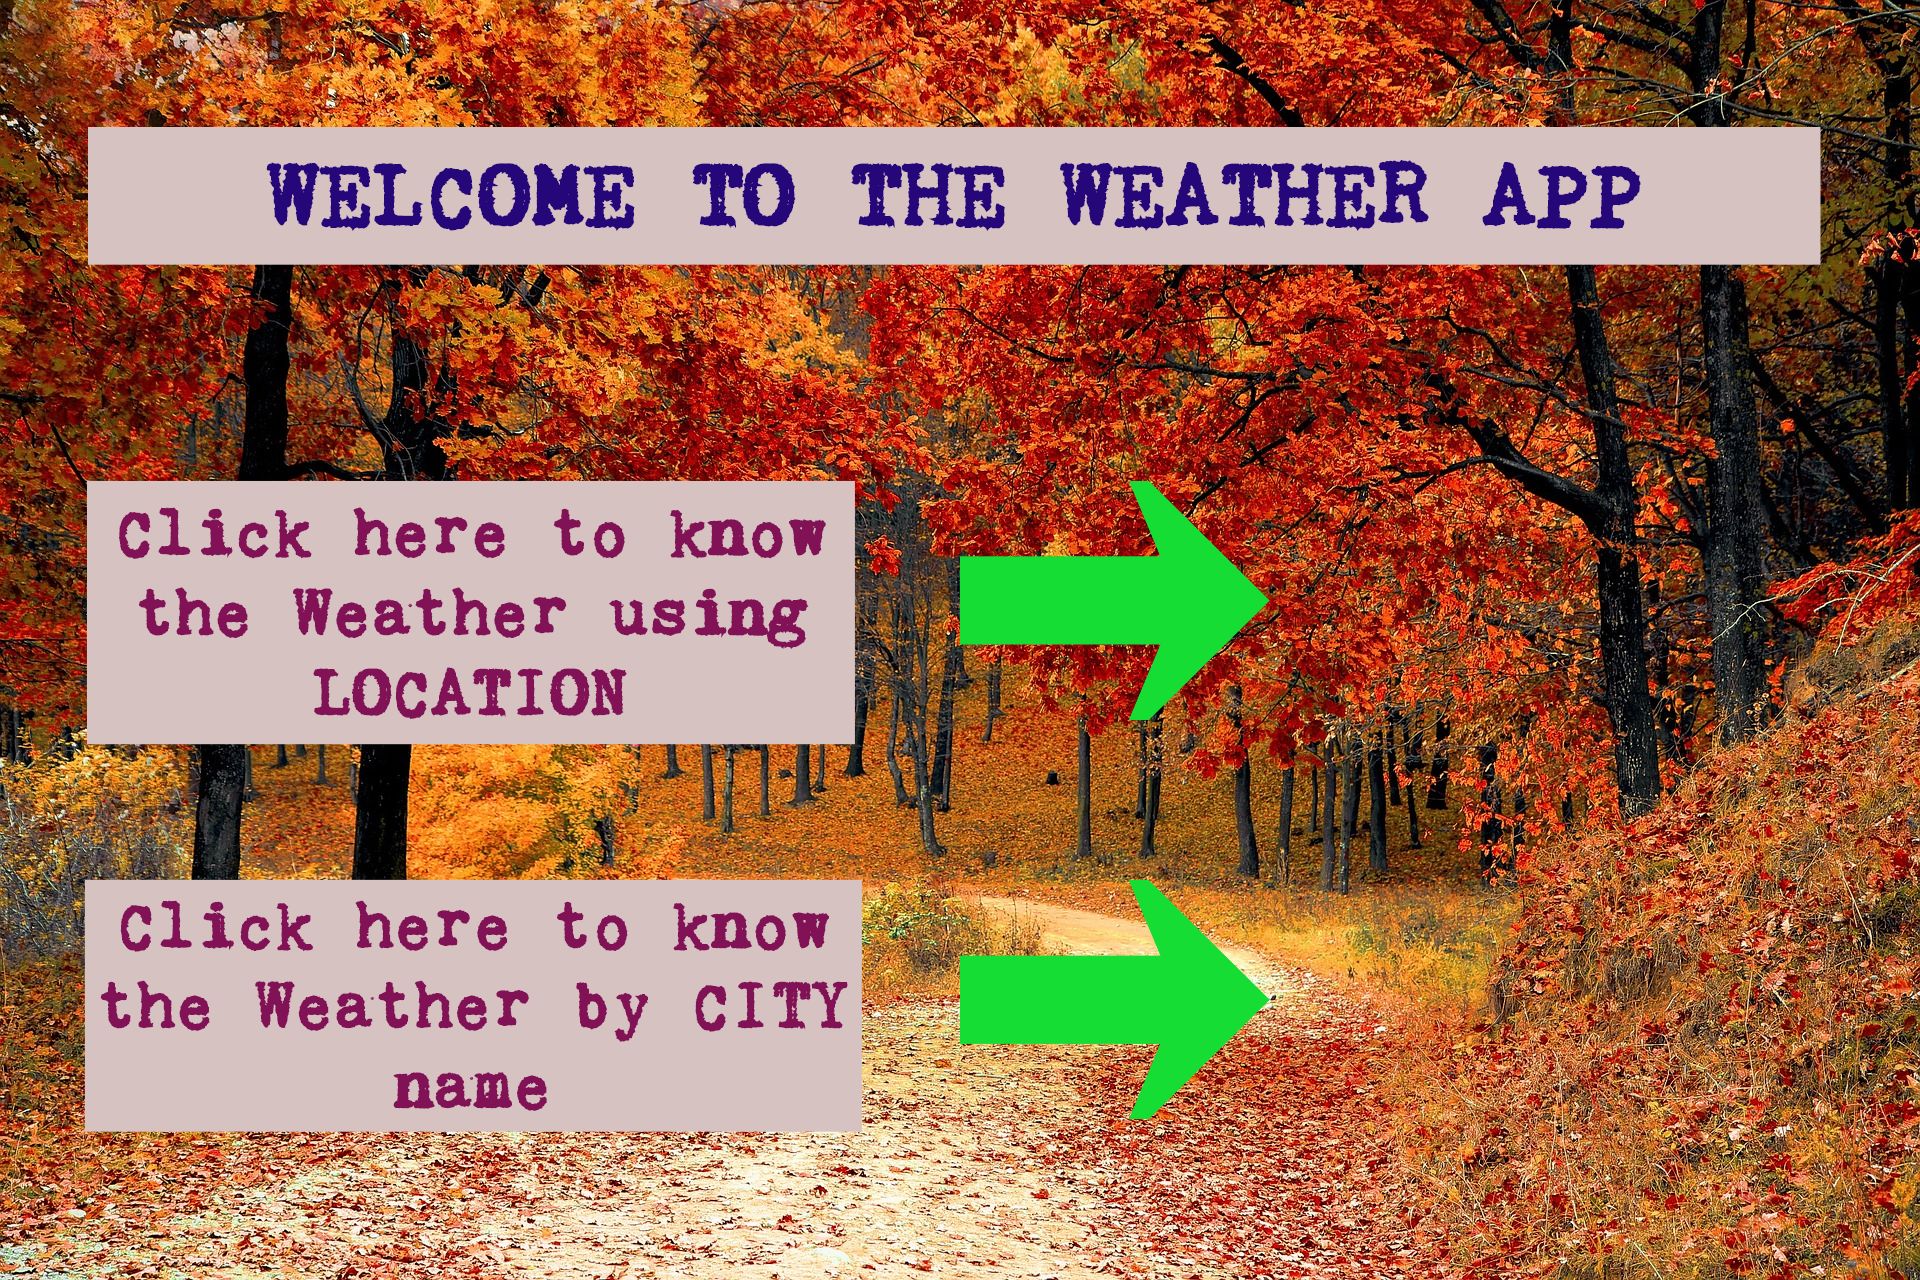 WELCOME TO THE WEATHER APP
Click here to know
the Weather using
LOCATION
Click here to know
the Weather by CITY
name